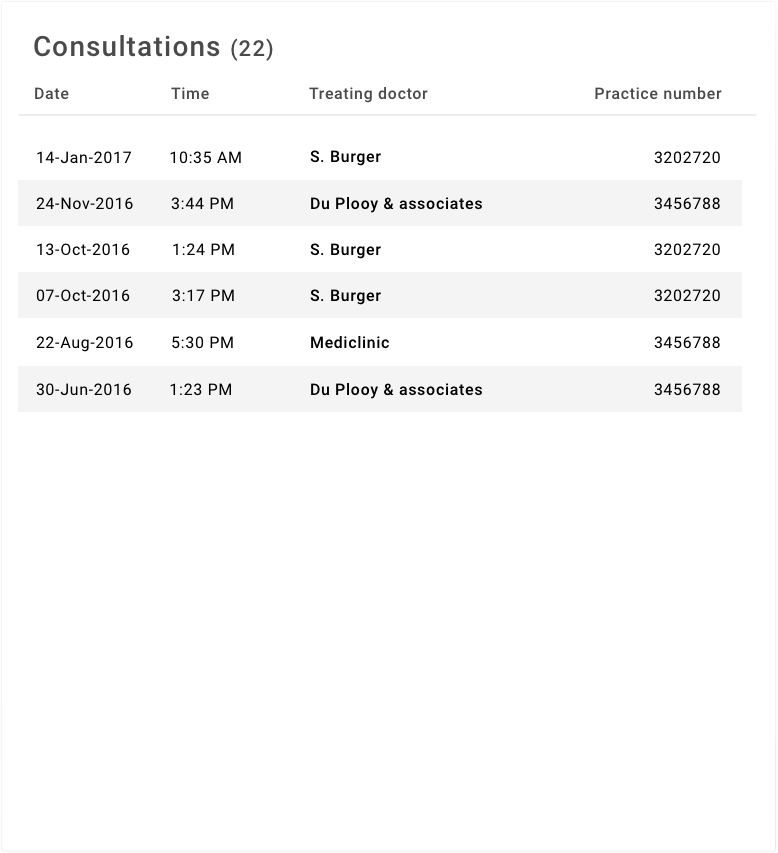 Consultations (22)
Date Time Treating doctor Practice number
14-Jan-2017 10:35 AM S. Burger 3202720
24-Nov-2016 3:44 PM Du Plooy & associates 3456788
13-Oct-2016 1:24 PM S. Burger 3202720
07-Oct-2016 3:17 PM S. Burger 3202720
22-Aug-2016 5:30 PM Mediclinic 3456788
30-Jun-2016 1:23 PM Du Plooy & associates 3456788